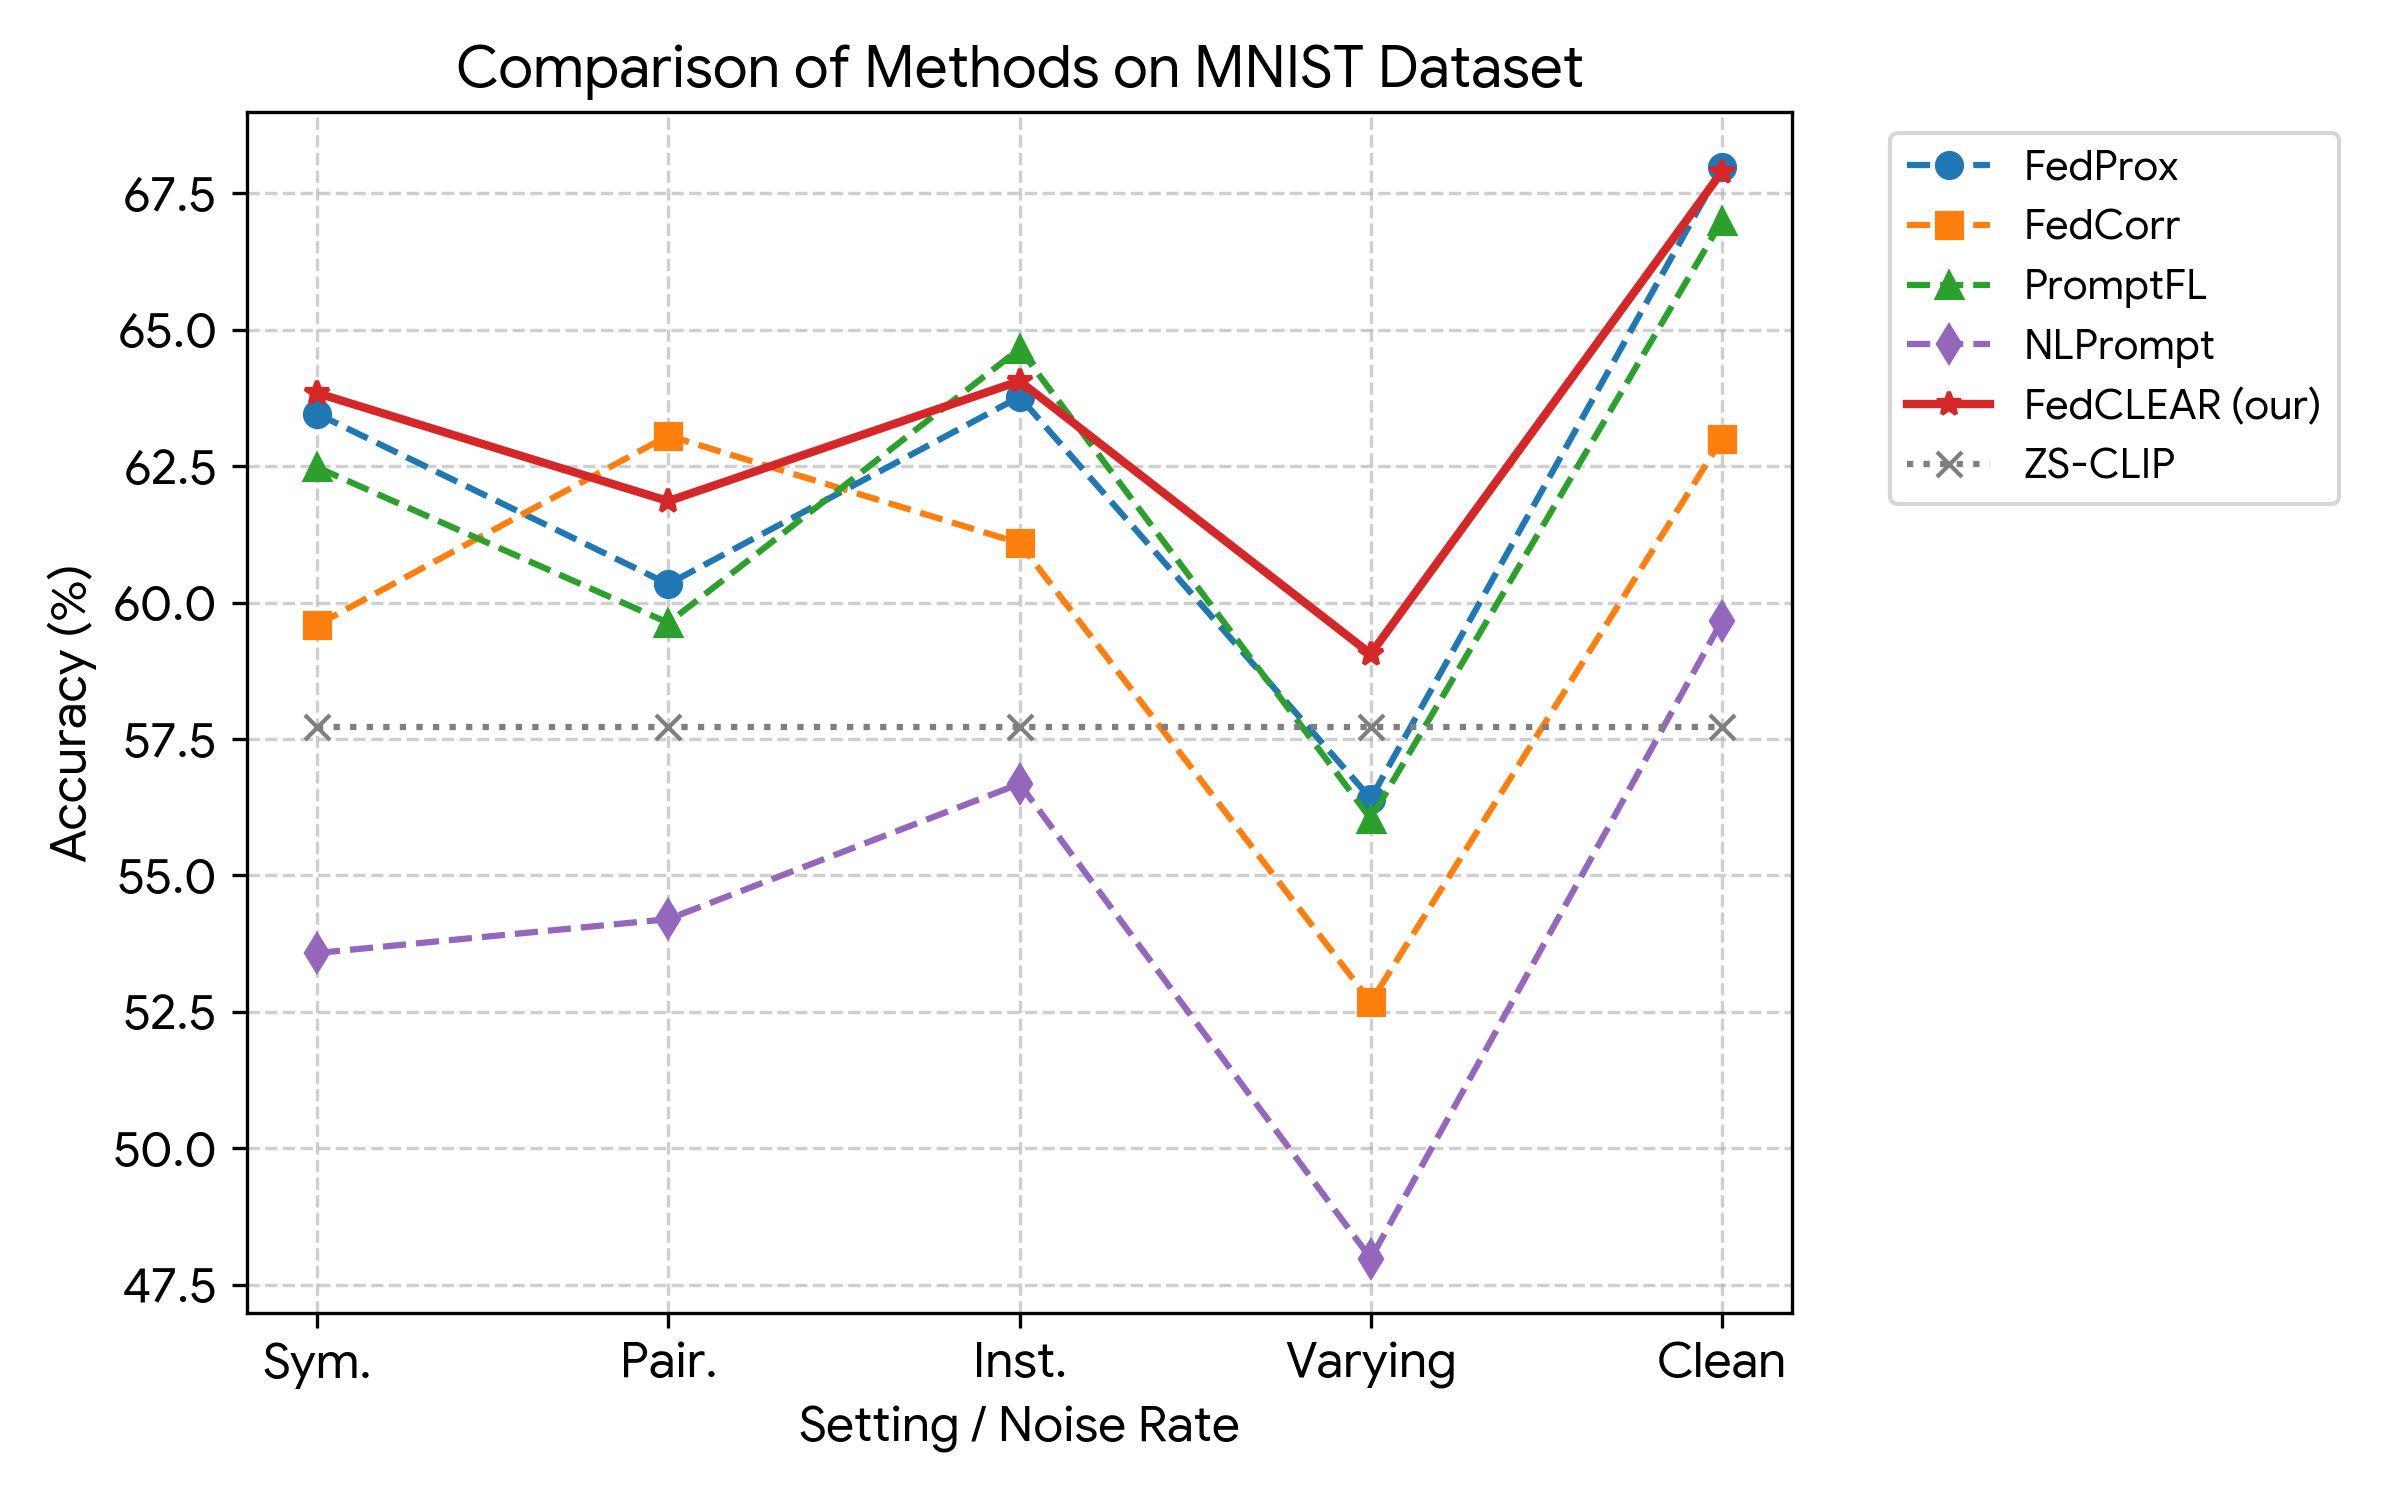 Comparison of Methods on MNIST Dataset
Accuracy (%)
67.5
65.0
62.5
60.0
57.5
55.0
52.5
50.0
47.5
Sym.
Pair.
Inst.
Varying
Clean
Setting / Noise Rate
FedProx
FedCorr
PromptFL
NLPrompt
FedCLEAR (our)
ZS-CLIP